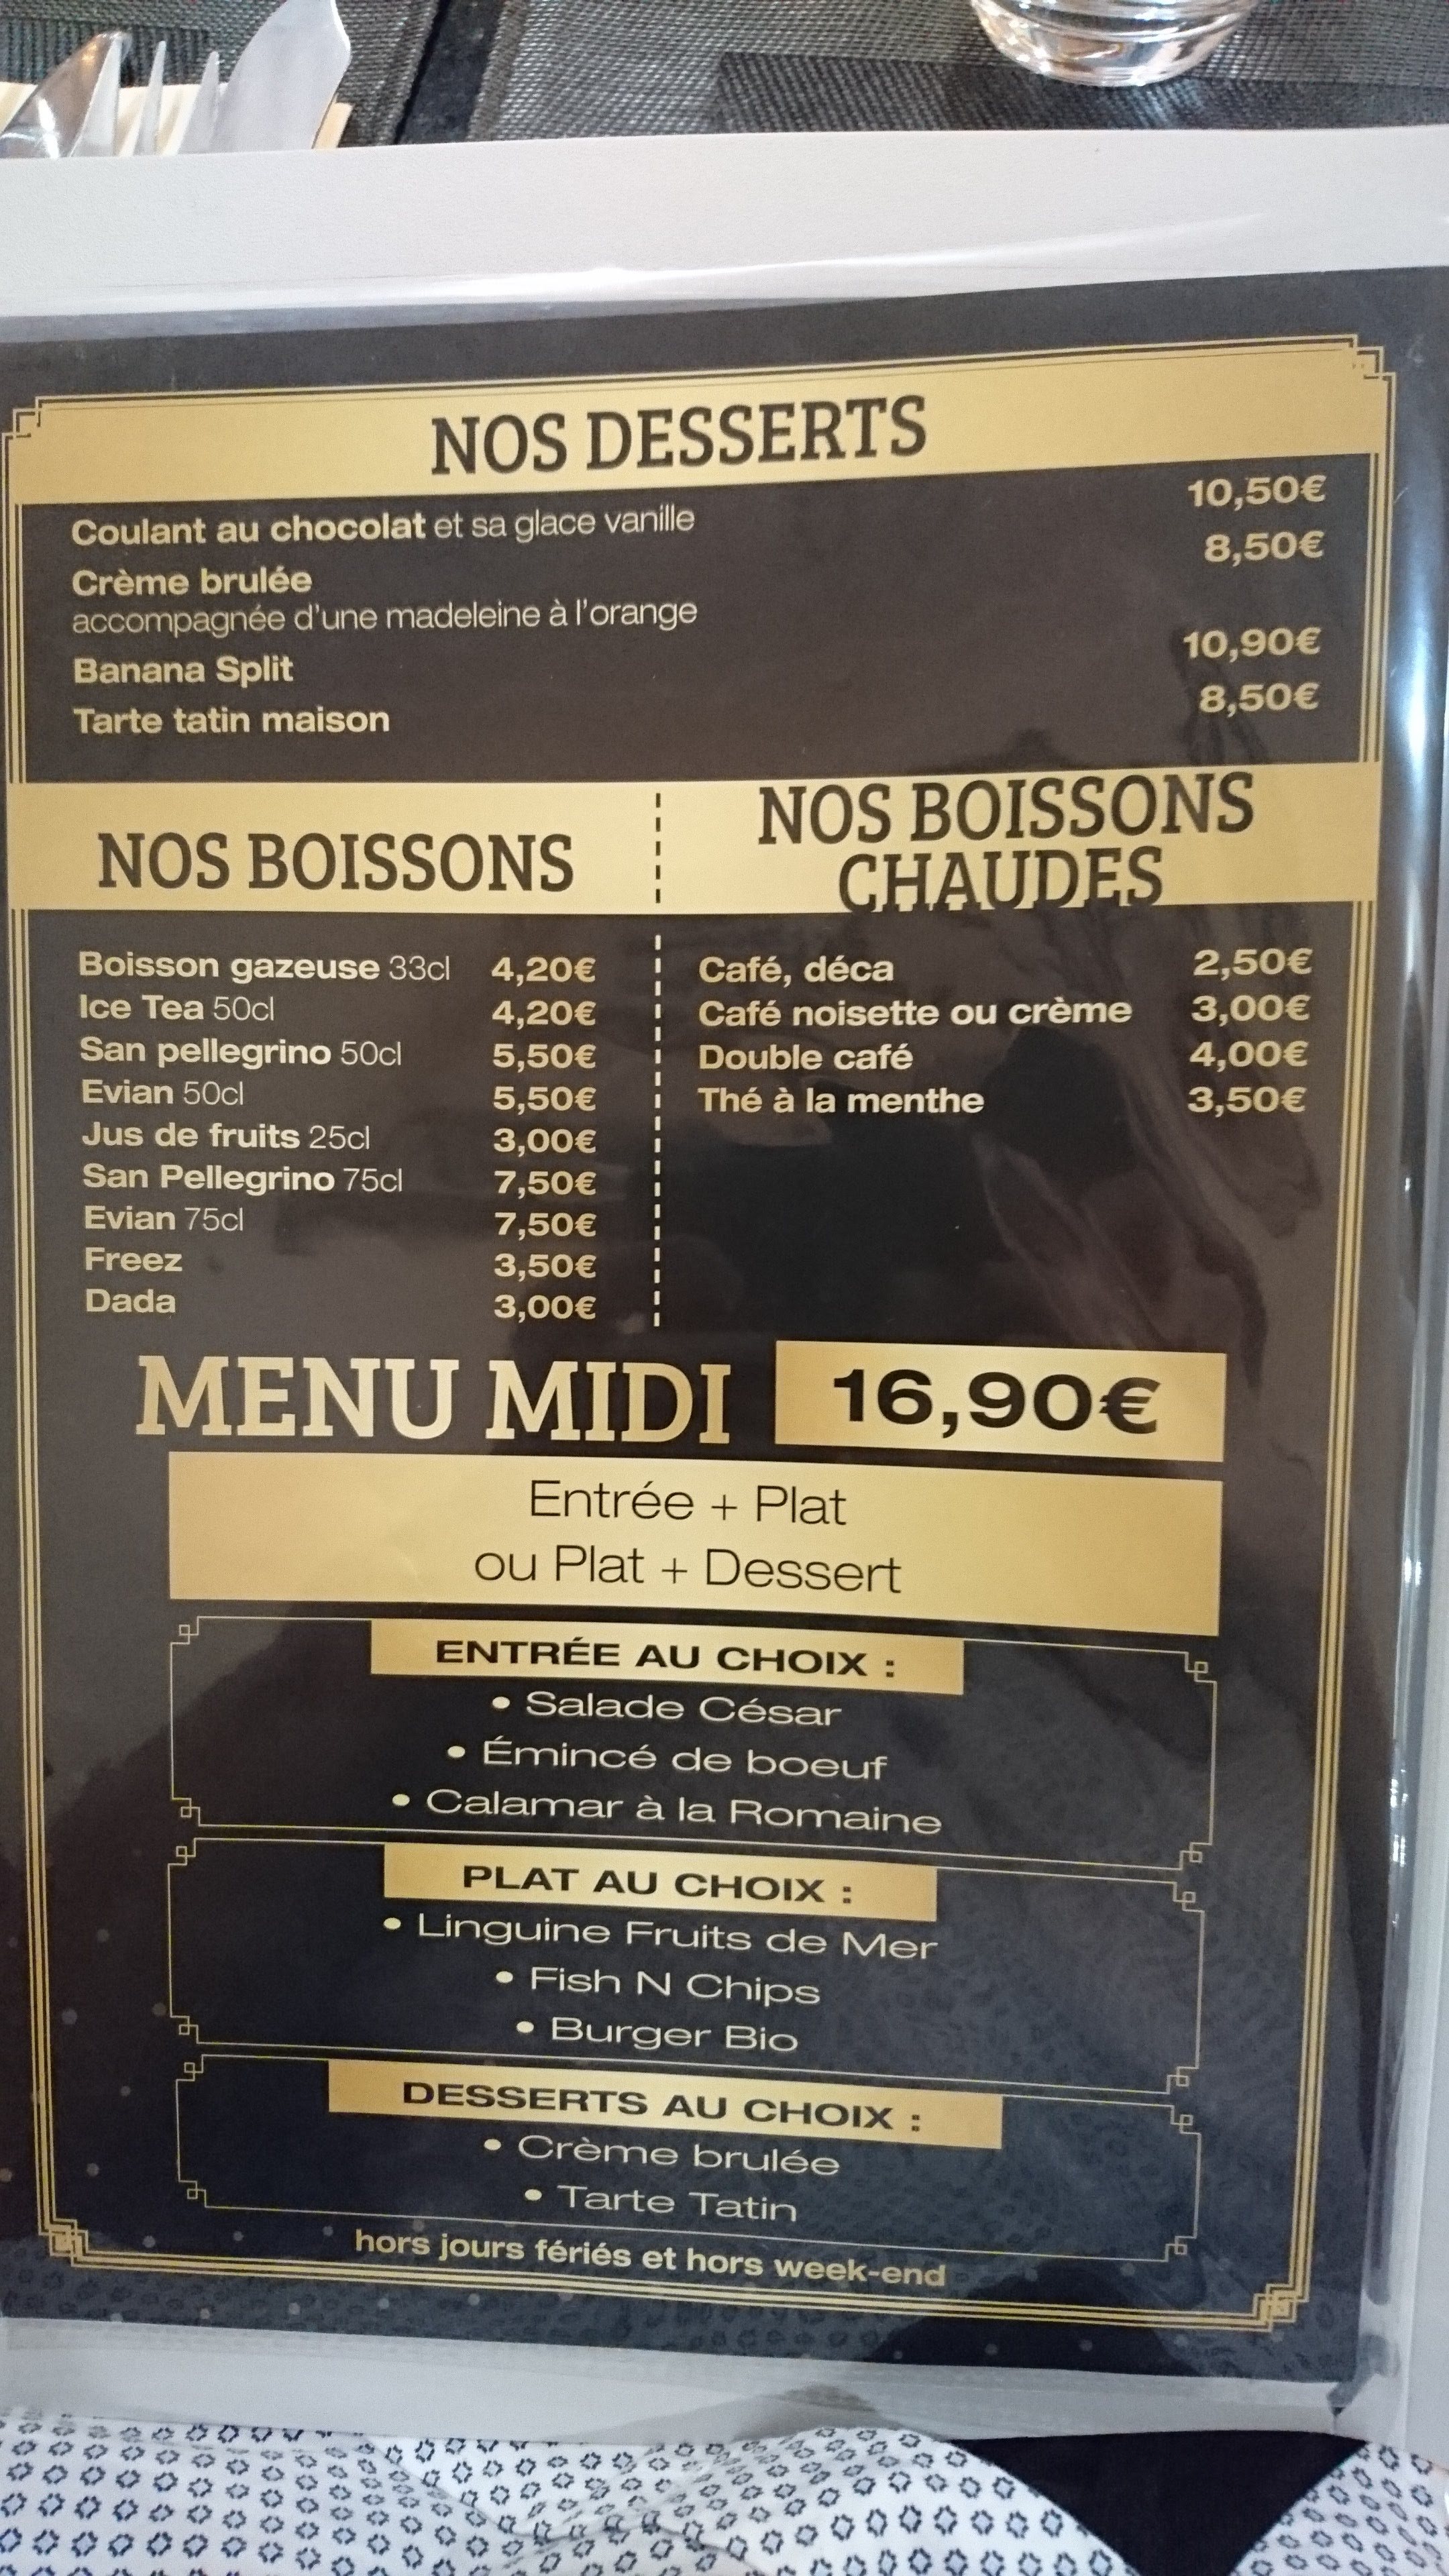 NOS DESSERTS
Coulant au chocolat et sa glace vanille 10,50€
Crème brulée 8,50€
accompagnée d'une madeleine à l'orange
Banana Split 10,90€
Tarte tatin maison 8,50€
NOS BOISSONS
Boisson gazeuse 33cl 4,20€
Ice Tea 50cl 4,20€
San pellegrino 50cl 5,50€
Evian 50cl 5,50€
Jus de fruits 25cl 3,00€
San Pellegrino 75cl 7,50€
Evian 75cl 7,50€
Freez 3,50€
Dada 3,00€
NOS BOISSONS
CHAUDES
Café, déca 2,50€
Café noisette ou crème 3,00€
Double café 4,00€
Thé à la menthe 3,50€
MENU MIDI 16,90€
Entrée + Plat
ou Plat + Dessert
ENTRÉE AU CHOIX :
• Salade César
• Émincé de boeuf
• Calamar à la Romaine
PLAT AU CHOIX :
• Linguine Fruits de Mer
• Fish N Chips
• Burger Bio
DESSERTS AU CHOIX :
• Crème brulée
• Tarte Tatin
hors jours fériés et hors week-end